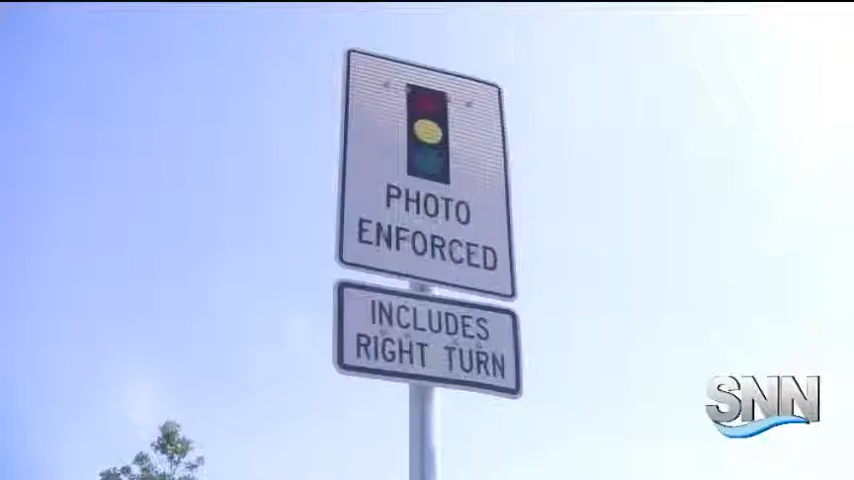 PHOTO
ENFORCED
INCLUDES
RIGHT TURN
SNN